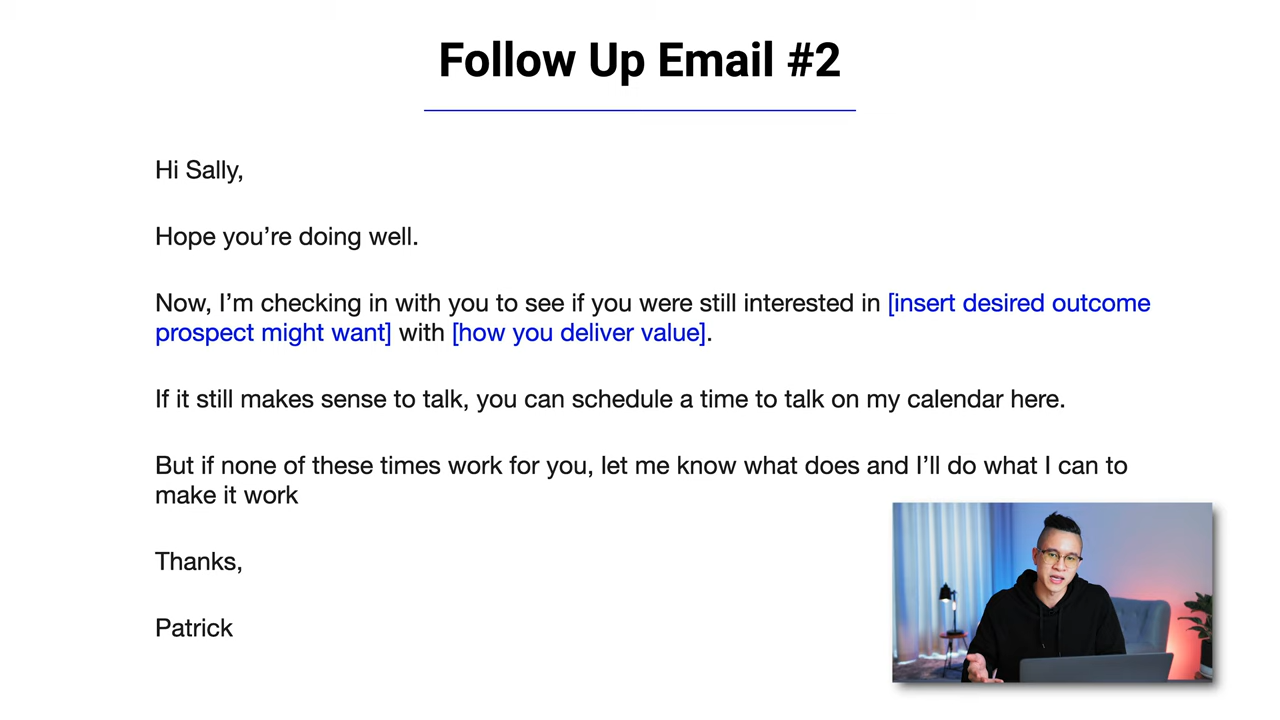 Follow Up Email #2
Hi Sally,
Hope you’re doing well.
Now, I’m checking in with you to see if you were still interested in [insert desired outcome
prospect might want] with [how you deliver value].
If it still makes sense to talk, you can schedule a time to talk on my calendar here.
But if none of these times work for you, let me know what does and I’ll do what I can to
make it work
Thanks,
Patrick